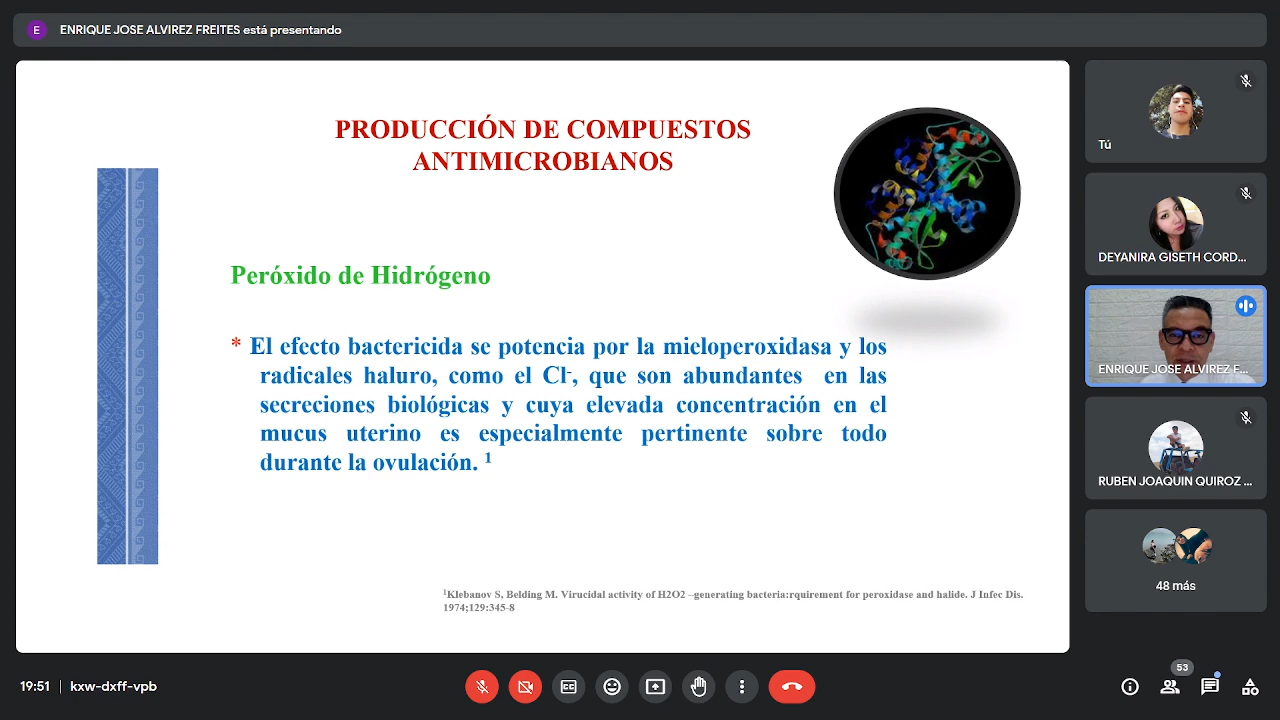 E
ENRIQUE JOSE ALVIREZ FREITES está presentando
PRODUCCIÓN DE COMPUESTOS
ANTIMICROBIANOS
Peróxido de Hidrógeno
* El efecto bactericida se potencia por la mieloperoxidasa y los
radicales haluro, como el Cl⁻, que son abundantes en las
secreciones biológicas y cuya elevada concentración en el
mucus uterino es especialmente pertinente sobre todo
durante la ovulación. ¹
¹Klebanov S, Belding M. Virucidal activity of H2O2 –generating bacteria:rquirement for peroxidase and halide. J Infec Dis.
1974;129:345-8
Tú
DEYANIRA GISETH CORD...
ENRIQUE JOSE ALVIREZ F...
RUBEN JOAQUIN QUIROZ ...
48 más
19:51 | kxw-dxff-vpb
CC
53